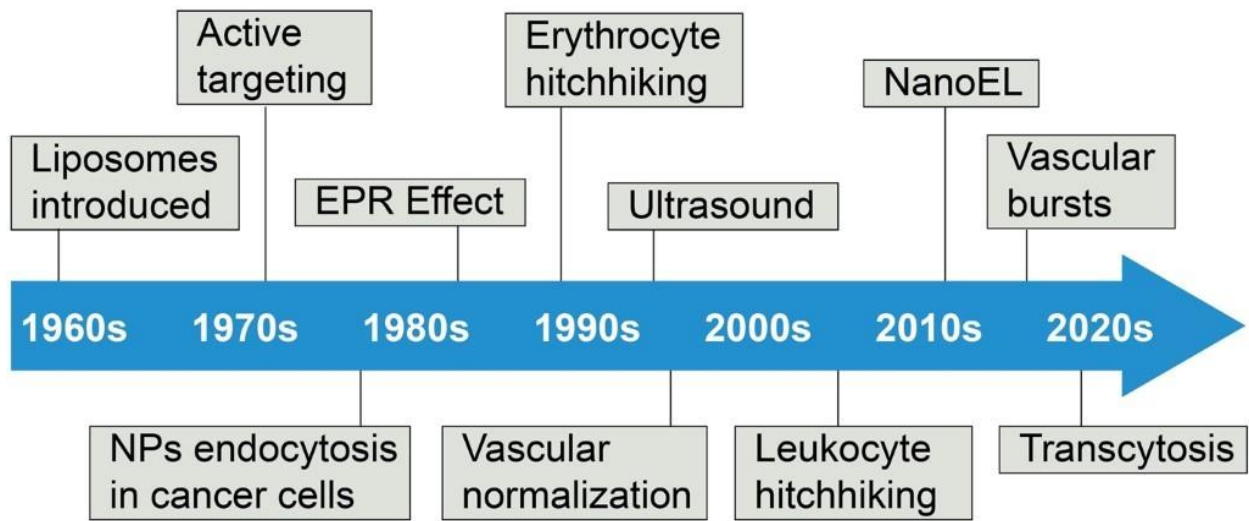 Active
targeting
Erythrocyte
hitchhiking
NanoEL
Liposomes
introduced
EPR Effect
Ultrasound
Vascular
bursts
1960s 1970s 1980s 1990s 2000s 2010s 2020s
NPs endocytosis
in cancer cells
Vascular
normalization
Leukocyte
hitchhiking
Transcytosis